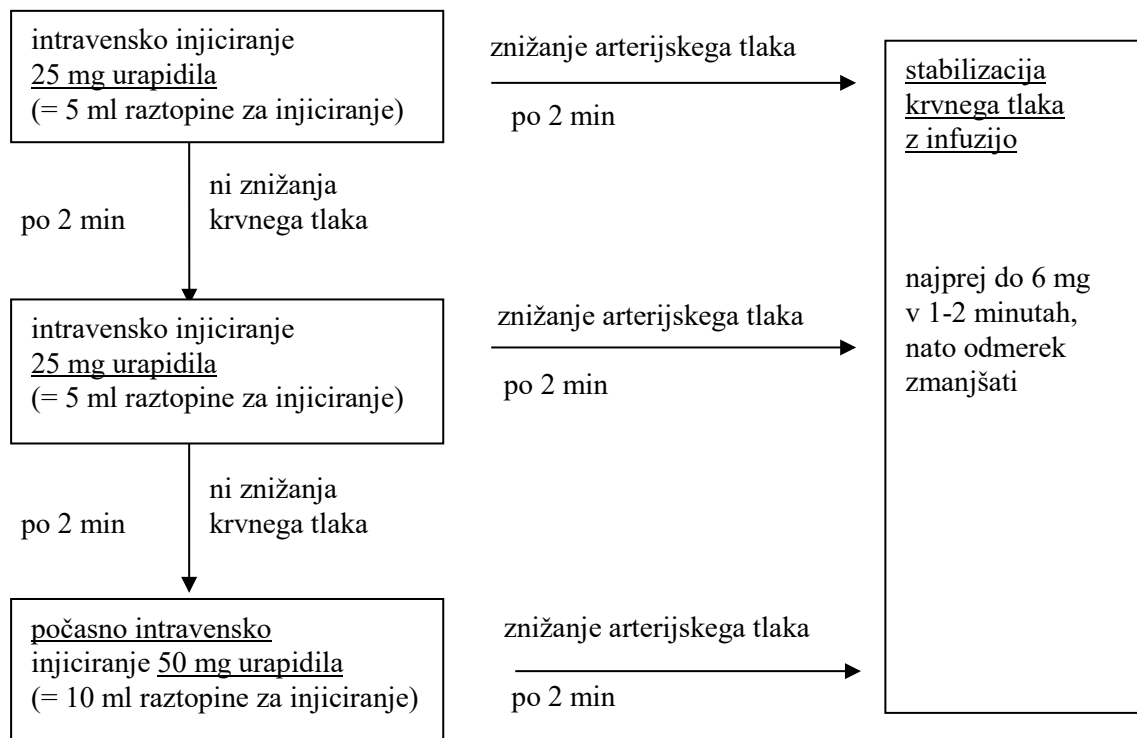 intravensko injiciranje
25 mg urapidila
(= 5 ml raztopine za injiciranje)
znižanje arterijskega tlaka
po 2 min
stabilizacija
krvnega tlaka
z infuzijo
najprej do 6 mg
v 1-2 minutah,
nato odmerek
zmanjšati
po 2 min
ni znižanja
krvnega tlaka
intravensko injiciranje
25 mg urapidila
(= 5 ml raztopine za injiciranje)
znižanje arterijskega tlaka
po 2 min
po 2 min
ni znižanja
krvnega tlaka
počasno intravensko
injiciranje 50 mg urapidila
(= 10 ml raztopine za injiciranje)
znižanje arterijskega tlaka
po 2 min